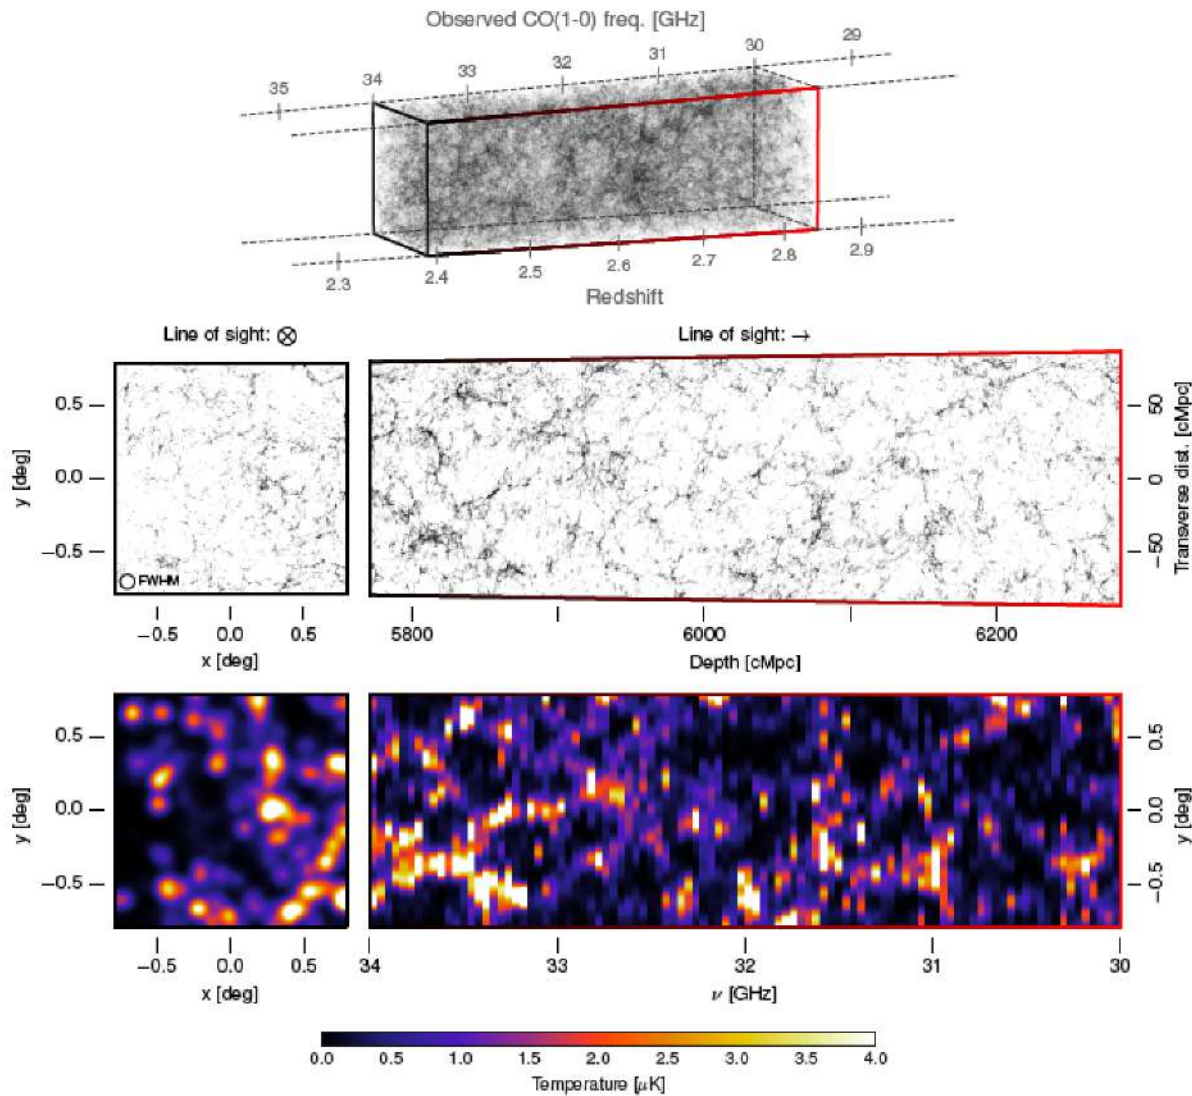 Observed CO(1-0) freq. [GHz]
35 34 33 32 31 30 29
2.3 2.4 2.5 2.6 2.7 2.8 2.9
Redshift
Line of sight: ⊗ Line of sight: →
y [deg]
0.5
0.0
−0.5
FWHM
50
0
−50
Transverse dist. [cMpc]
−0.5 0.0 0.5
x [deg]
5800 6000 6200
Depth [cMpc]
y [deg]
0.5
0.0
−0.5
0.5
0.0
−0.5
y [deg]
−0.5 0.0 0.5
x [deg]
34 33 32 31 30
ν [GHz]
0.0 0.5 1.0 1.5 2.0 2.5 3.0 3.5 4.0
Temperature [μK]